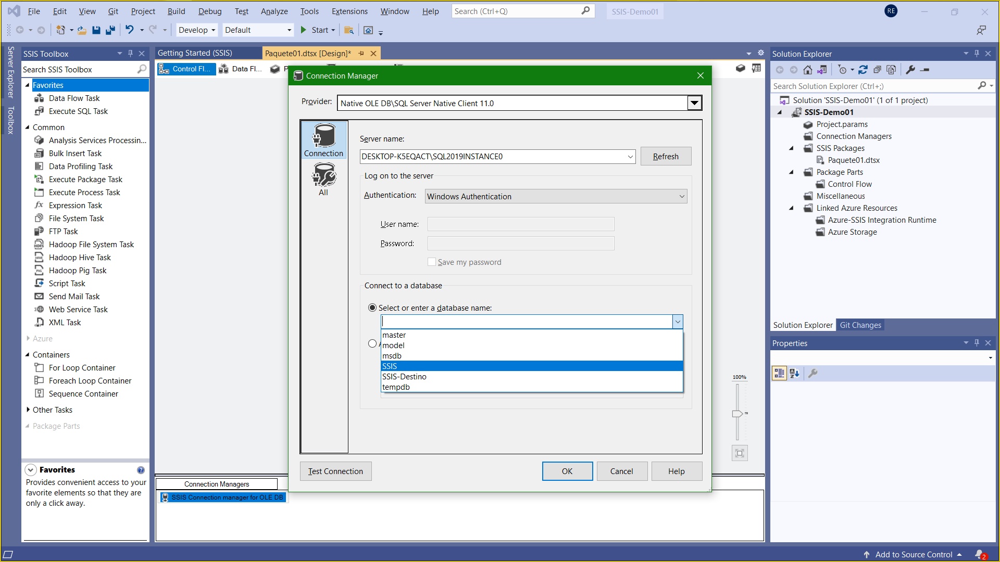 File Edit View Git Project Build Debug Test Analyze Tools Extensions Window Help Search (Ctrl+Q) SSIS-Demo01 RE
Develop Default Start
Server Explorer
Toolbox
SSIS Toolbox
Search SSIS Toolbox
Favorites
Data Flow Task
Execute SQL Task
Common
Analysis Services Processin...
Bulk Insert Task
Data Profiling Task
Execute Package Task
Execute Process Task
Expression Task
File System Task
FTP Task
Hadoop File System Task
Hadoop Hive Task
Hadoop Pig Task
Script Task
Send Mail Task
Web Service Task
XML Task
Azure
Containers
For Loop Container
Foreach Loop Container
Sequence Container
Other Tasks
Package Parts
Favorites
Provides convenient access to your
favorite elements so that they are
only a click away.
Getting Started (SSIS) Paquete01.dtsx [Design]*
Control Fl... Data Fl... P
Connection Manager
Provider: Native OLE DB\SQL Server Native Client 11.0
Connection
All
Server name:
DESKTOP-K5EQACT\SQL2019INSTANCE0 Refresh
Log on to the server
Authentication: Windows Authentication
User name:
Password:
Save my password
Connect to a database
Select or enter a database name:
master
model
msdb
SSIS
SSIS-Destino
tempdb
Test Connection OK Cancel Help
100%
Connection Managers
SSIS Connection manager for OLE DB
Solution Explorer
Search Solution Explorer (Ctrl+;)
Solution 'SSIS-Demo01' (1 of 1 project)
SSIS-Demo01
Project.params
Connection Managers
SSIS Packages
Paquete01.dtsx
Package Parts
Control Flow
Miscellaneous
Linked Azure Resources
Azure-SSIS Integration Runtime
Azure Storage
Solution Explorer Git Changes
Properties
Add to Source Control 2